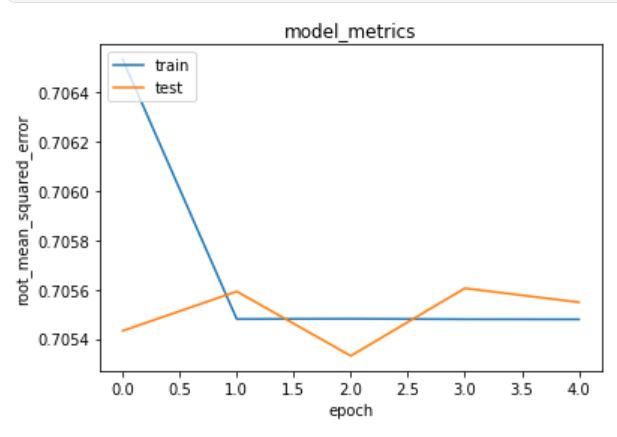 model_metrics
train
test
0.7064
0.7062
0.7060
0.7058
0.7056
0.7054
root_mean_squared_error
0.0 0.5 1.0 1.5 2.0 2.5 3.0 3.5 4.0
epoch